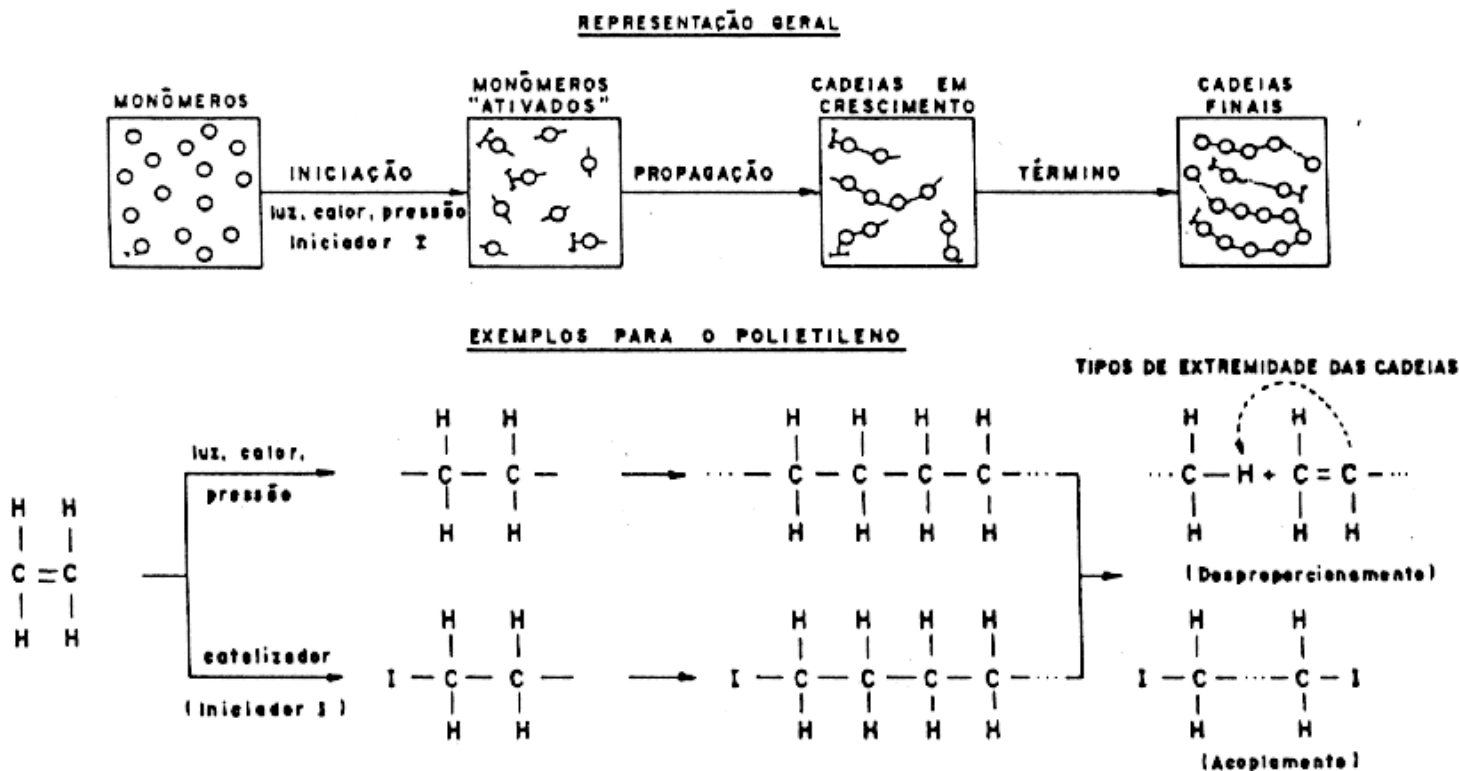 REPRESENTAÇÃO GERAL
MONÔMEROS
MONÔMEROS
"ATIVADOS"
CADEIAS EM
CRESCIMENTO
CADEIAS
FINAIS
INICIAÇÃO
luz, calor, pressão
Iniciador I
PROPAGAÇÃO
TÉRMINO
EXEMPLOS PARA O POLIETILENO
TIPOS DE EXTREMIDADE DAS CADEIAS
H H
H H H H
H H
luz, calor,
pressão
— C — C —
··· — C — C — C — C ···
··· — C — H + C = C — ···
H H
H H
H H H H
H H H
(Desproporcionamento)
C = C
H H
H H
H H H H
H H
catalizador
(Iniciador I)
I — C — C —
I — C — C — C — C ···
I — C — ··· — C — I
H H
H H H H
H H
(Acoplamento)